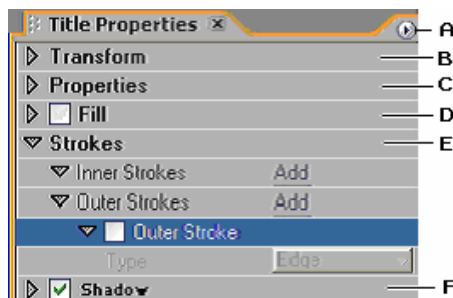 Title Properties A
Transform B
Properties C
Fill D
Strokes E
Inner Strokes Add
Outer Strokes Add
Outer Stroke
Type Edge
Shadow F